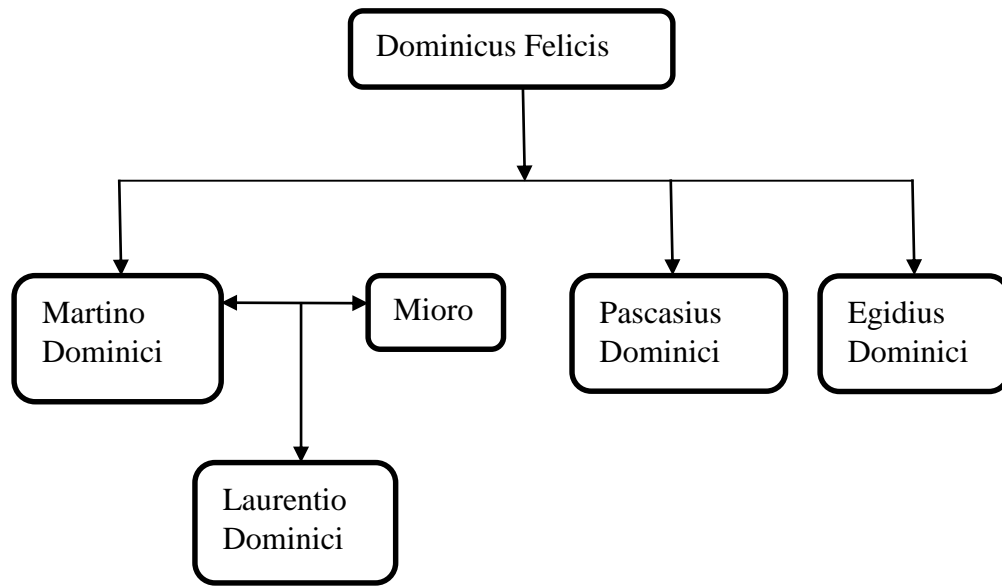 Dominicus Felicis
Martino
Dominici
Mioro
Pascasius
Dominici
Egidius
Dominici
Laurentio
Dominici